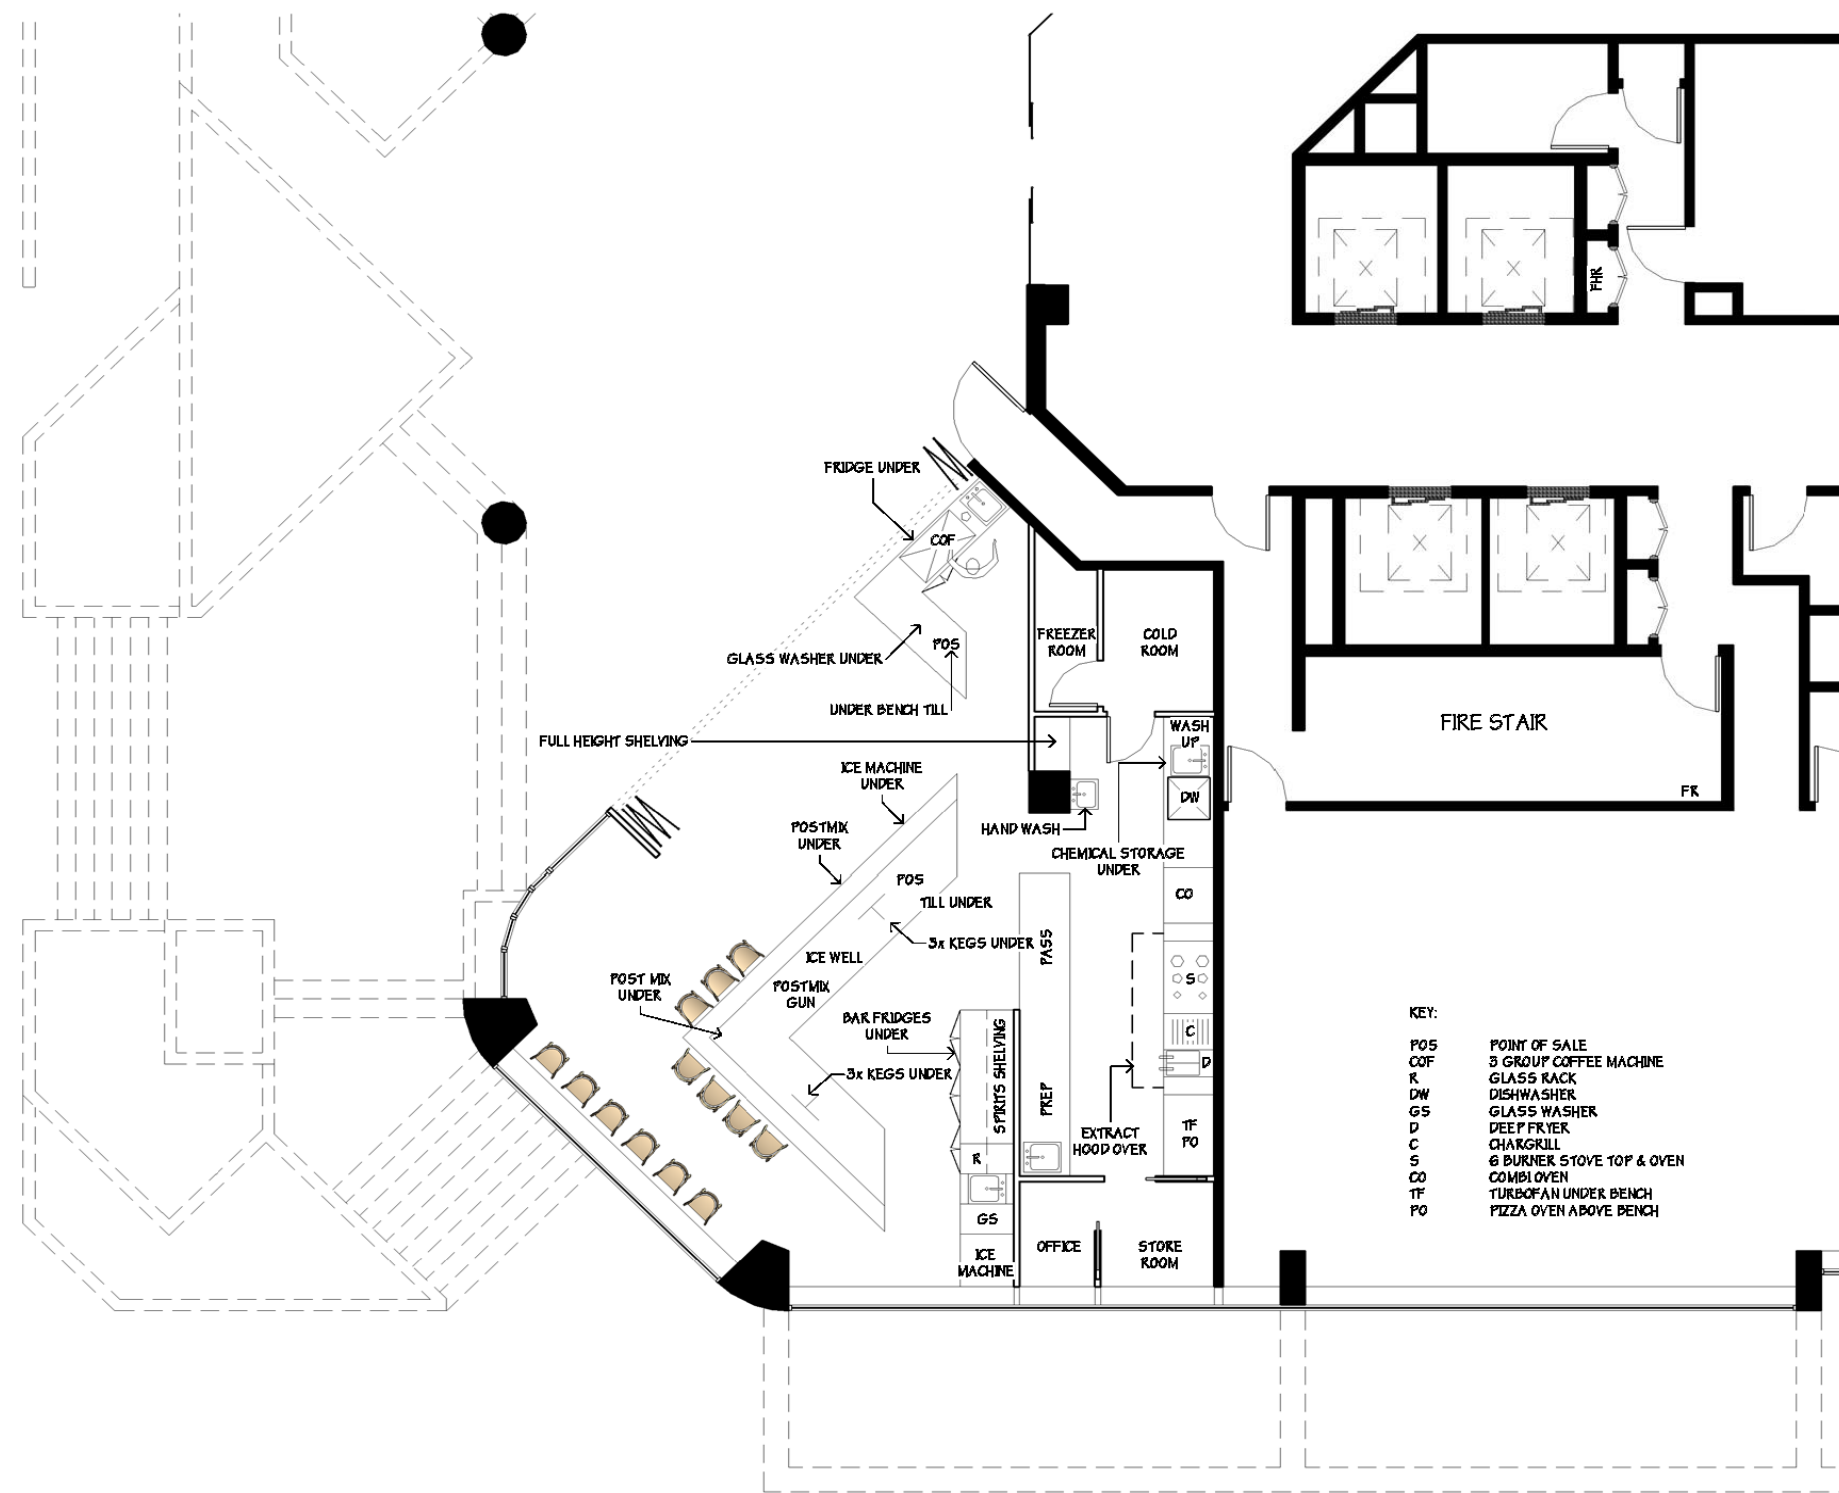 FHR
FRIDGE UNDER
COF
FREEZER
ROOM
COLD
ROOM
POS
GLASS WASHER UNDER
UNDER BENCH TILL
FIRE STAIR
FR
FULL HEIGHT SHELVING
WASH
UP
ICE MACHINE
UNDER
DW
POSTMIX
UNDER
HAND WASH
CHEMICAL STORAGE
UNDER
POS
TILL UNDER
CO
3x KEGS UNDER
PASS
ICE WELL
POST MIX
UNDER
POSTMIX
GUN
S
BAR FRIDGES
UNDER
SPIRITS SHELVING
C
D
3x KEGS UNDER
PREP
EXTRACT
HOOD OVER
TF
PO
R
GS
ICE
MACHINE
OFFICE
STORE
ROOM
KEY:
POS POINT OF SALE
COF 3 GROUP COFFEE MACHINE
R GLASS RACK
DW DISHWASHER
GS GLASS WASHER
D DEEP FRYER
C CHARGRILL
S 6 BURNER STOVE TOP & OVEN
CO COMBI OVEN
TF TURBOFAN UNDER BENCH
PO PIZZA OVEN ABOVE BENCH